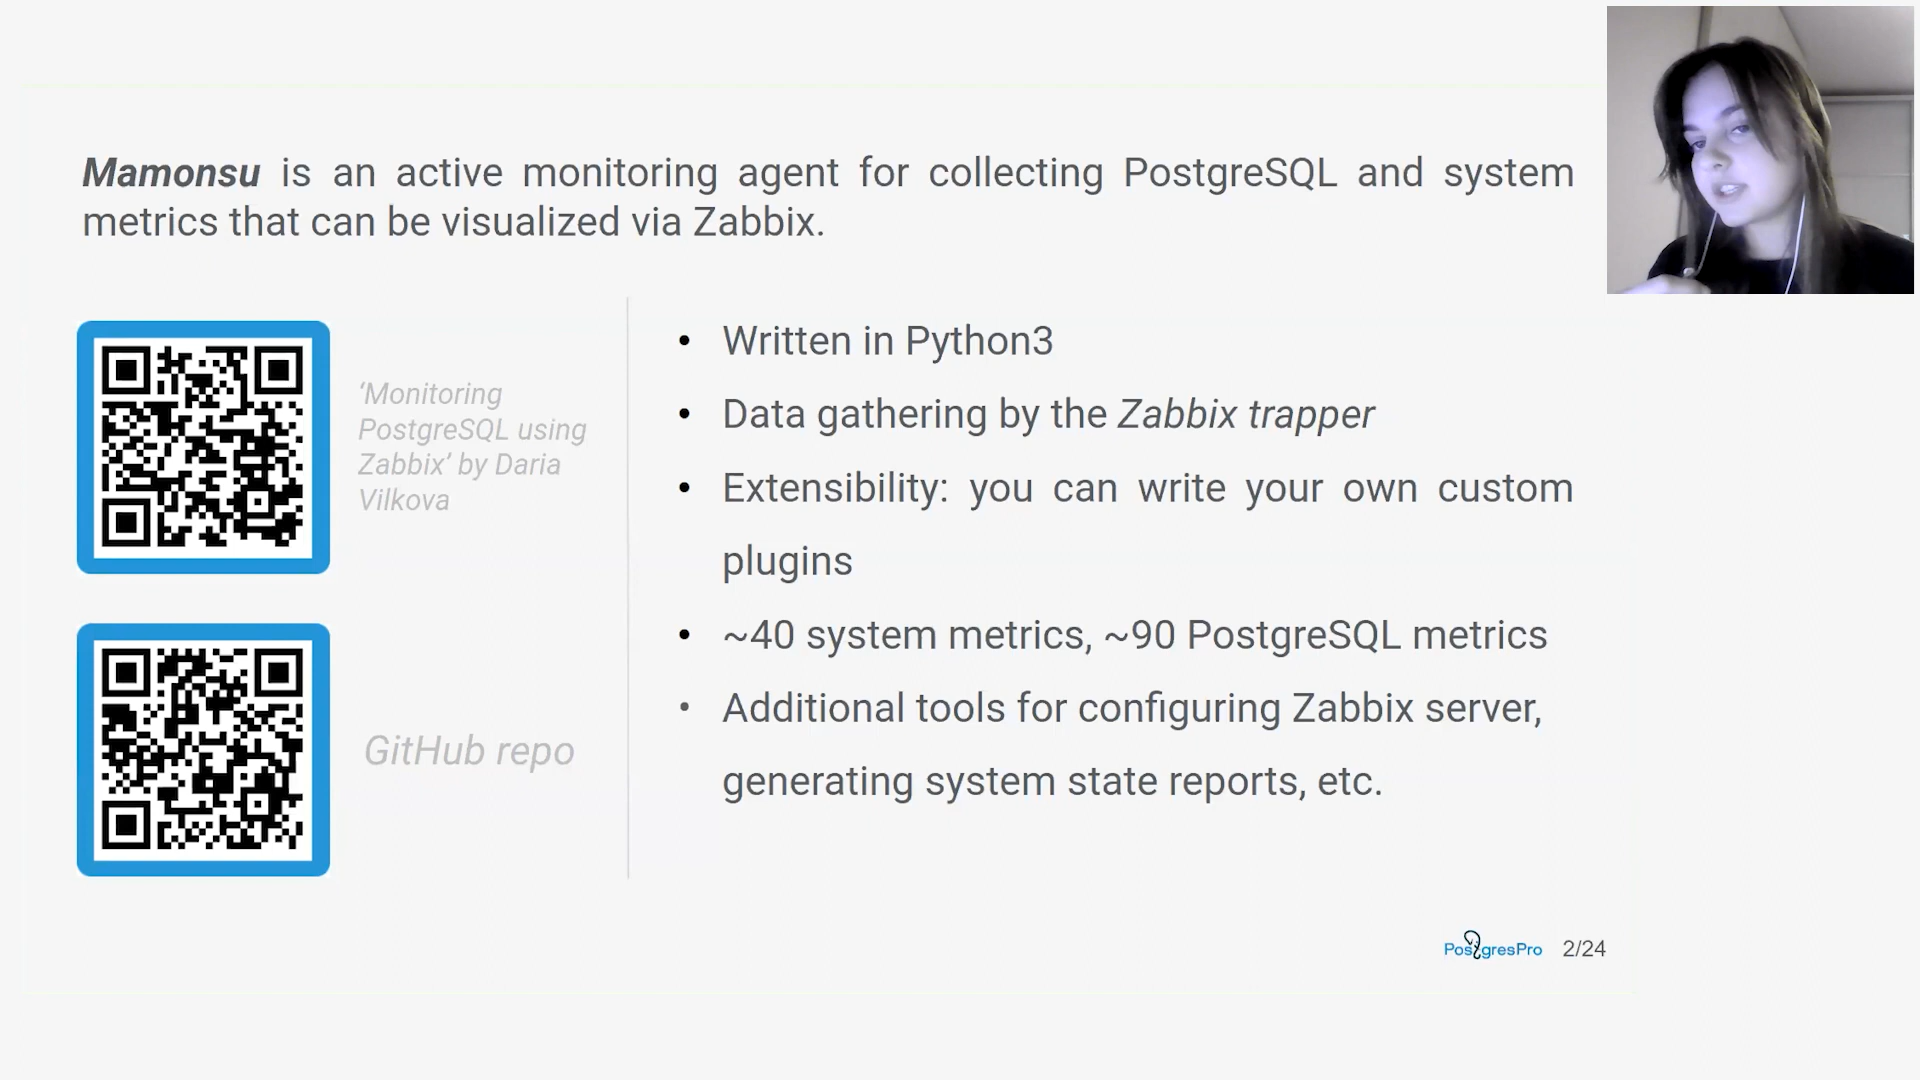 Mamonsu is an active monitoring agent for collecting PostgreSQL and system
metrics that can be visualized via Zabbix.
‘Monitoring
PostgreSQL using
Zabbix’ by Daria
Vilkova
GitHub repo
• Written in Python3
• Data gathering by the Zabbix trapper
• Extensibility: you can write your own custom
plugins
• ~40 system metrics, ~90 PostgreSQL metrics
• Additional tools for configuring Zabbix server,
generating system state reports, etc.
PostgresPro 2/24